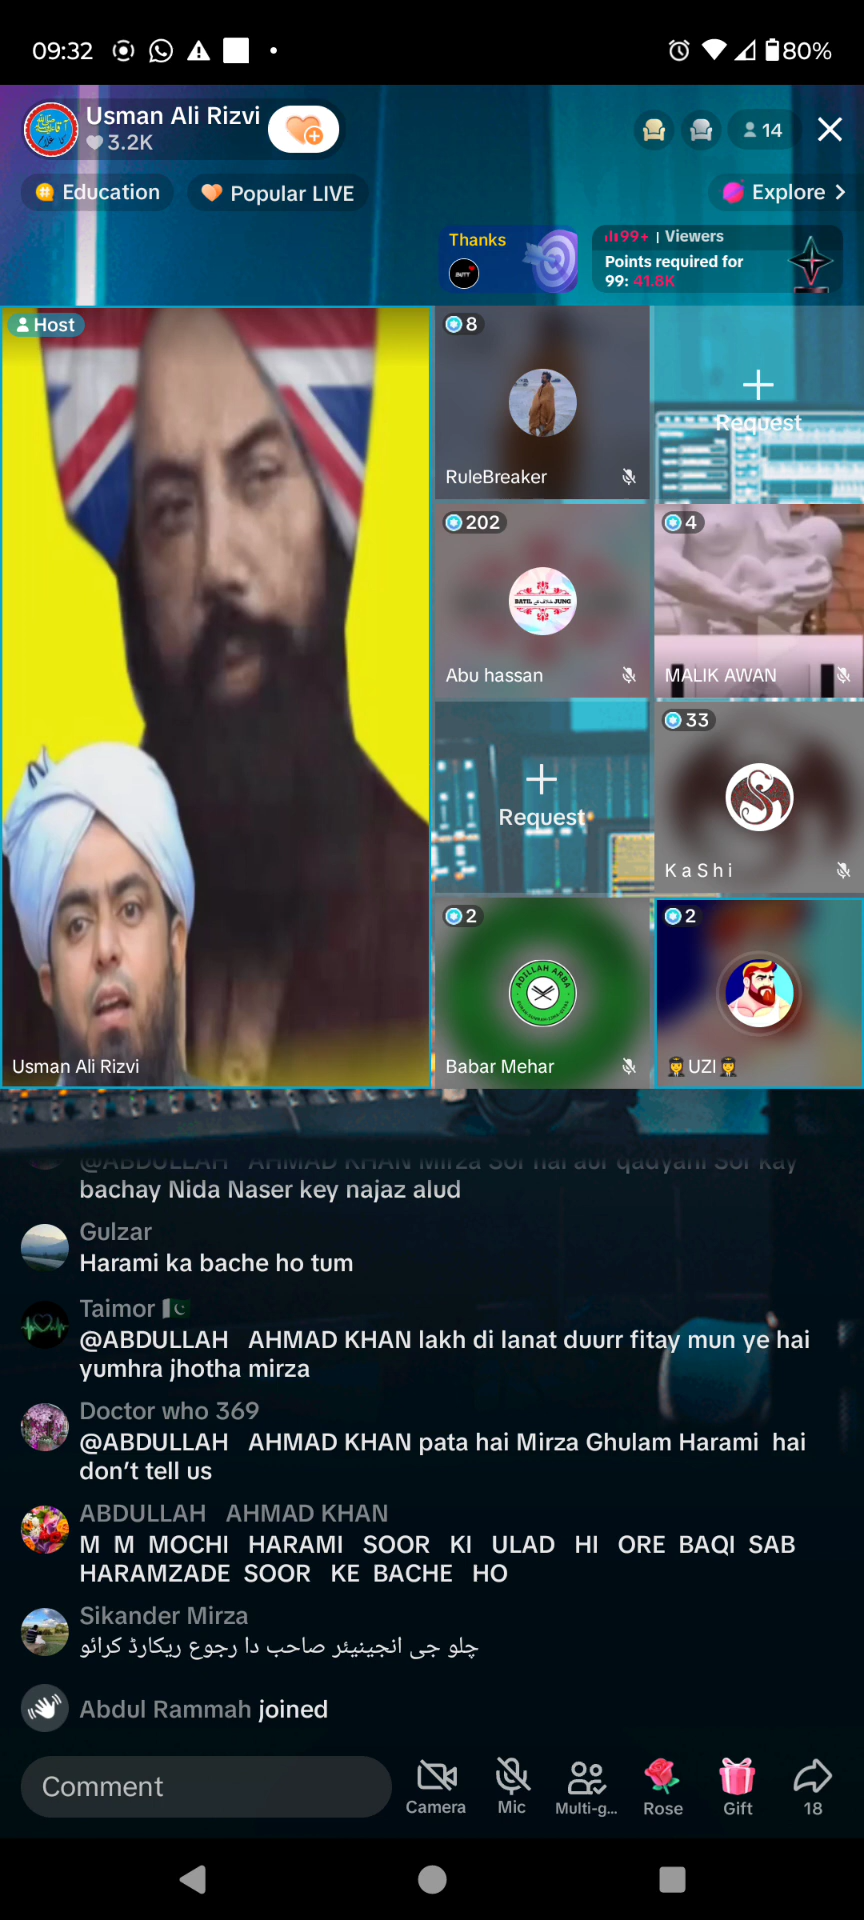 09:32
80%
Usman Ali Rizvi
3.2K
14
Education
Popular LIVE
Explore
Thanks
99+ | Viewers
Points required for
99: 41.8K
Host
8
RuleBreaker
Request
202
BATIL JUNG
Abu hassan
4
MALIK AWAN
Request
33
K a S h i
2
ADILLAH ARBA
Babar Mehar
2
UZI
Usman Ali Rizvi
@ABDULLAH AHMAD KHAN Mirza Sor hai aur qadyani Sor kay
bachay Nida Naser key najaz alud
Gulzar
Harami ka bache ho tum
Taimor
@ABDULLAH AHMAD KHAN lakh di lanat duurr fitay mun ye hai
yumhra jhotha mirza
Doctor who 369
@ABDULLAH AHMAD KHAN pata hai Mirza Ghulam Harami hai
don't tell us
ABDULLAH AHMAD KHAN
M M MOCHI HARAMI SOOR KI ULAD HI ORE BAQI SAB
HARAMZADE SOOR KE BACHE HO
Sikander Mirza
چلو جی انجینیئر صاحب دا رجوع ریکارڈ کرائو
Abdul Rammah joined
Comment
Camera
Mic
Multi-g...
Rose
Gift
18